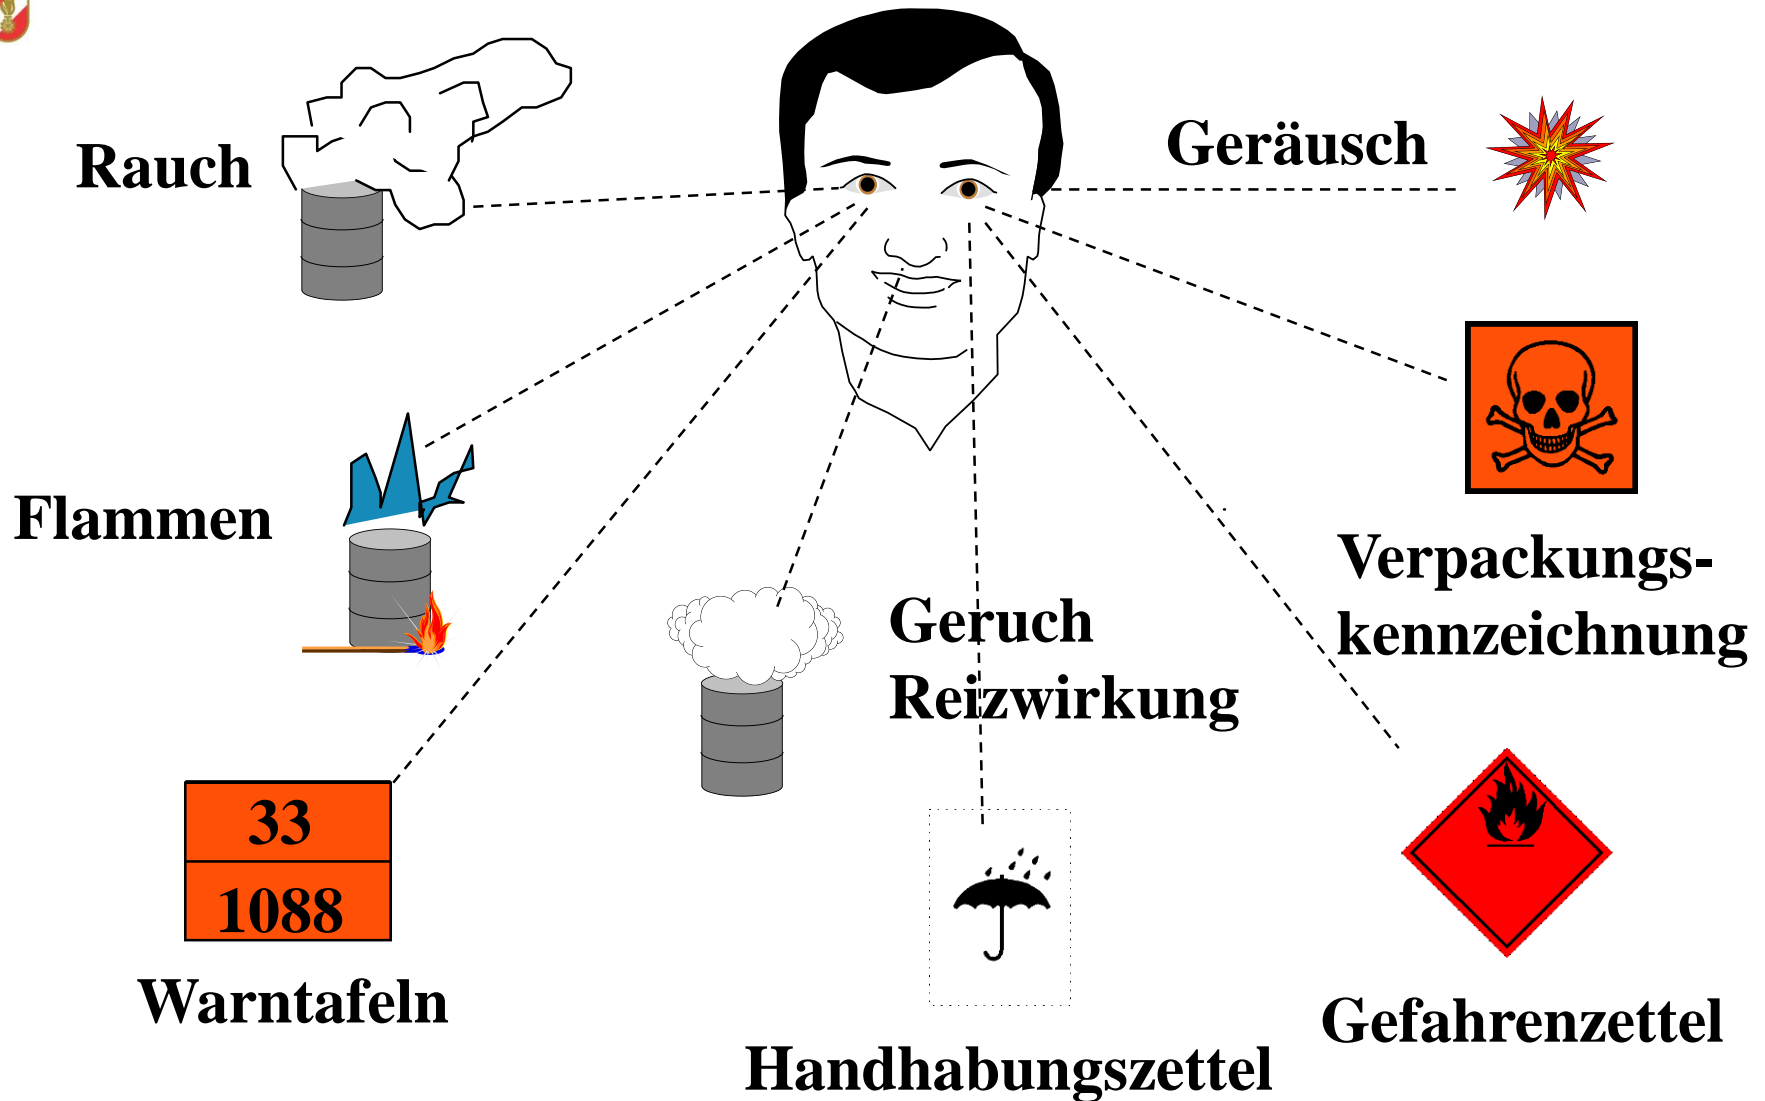 Rauch
Geräusch
Flammen
Verpackungs-
kennzeichnung
Geruch
Reizwirkung
33
1088
Warntafeln
Handhabungszettel
Gefahrenzettel